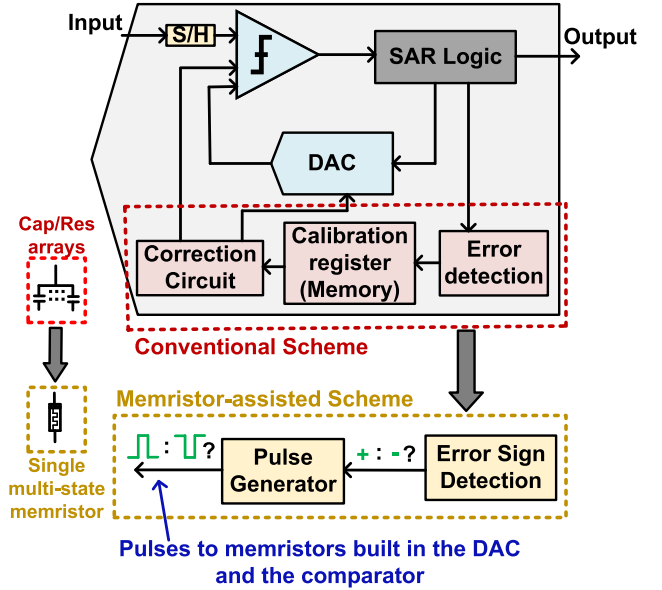 Input
S/H
SAR Logic
Output
DAC
Cap/Res
arrays
Correction
Circuit
Calibration
register
(Memory)
Error
detection
Conventional Scheme
Memristor-assisted Scheme
Single
multi-state
memristor
: ?
Pulse
Generator
+ : - ?
Error Sign
Detection
Pulses to memristors built in the DAC
and the comparator